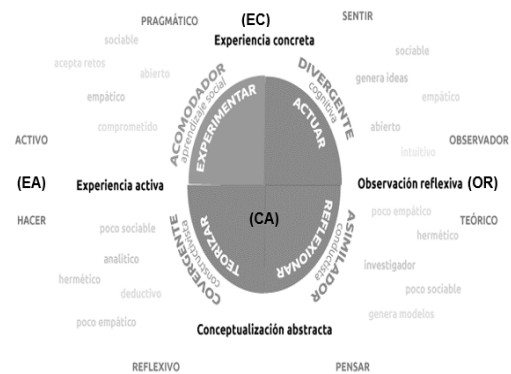 PRAGMÁTICO
(EC)
SENTIR
sociable
Experiencia concreta
acepta retos
abierto
empático
comprometido
ACOMODADOR
aprendizaje social
EXPERIMENTAR
ACTUAR
DIVERGENTE
cognitiva
sociable
genera ideas
empático
abierto
intuitivo
ACTIVO
OBSERVADOR
(EA)
Experiencia activa
Observación reflexiva (OR)
HACER
TEÓRICO
(CA)
poco sociable
analítico
hermético
deductivo
poco empático
COVERGENTE
constructivista
TEORIZAR
REFLEXIONAR
ASIMILADOR
conductista
poco empático
hermético
investigador
poco sociable
genera modelos
Conceptualización abstracta
REFLEXIVO
PENSAR